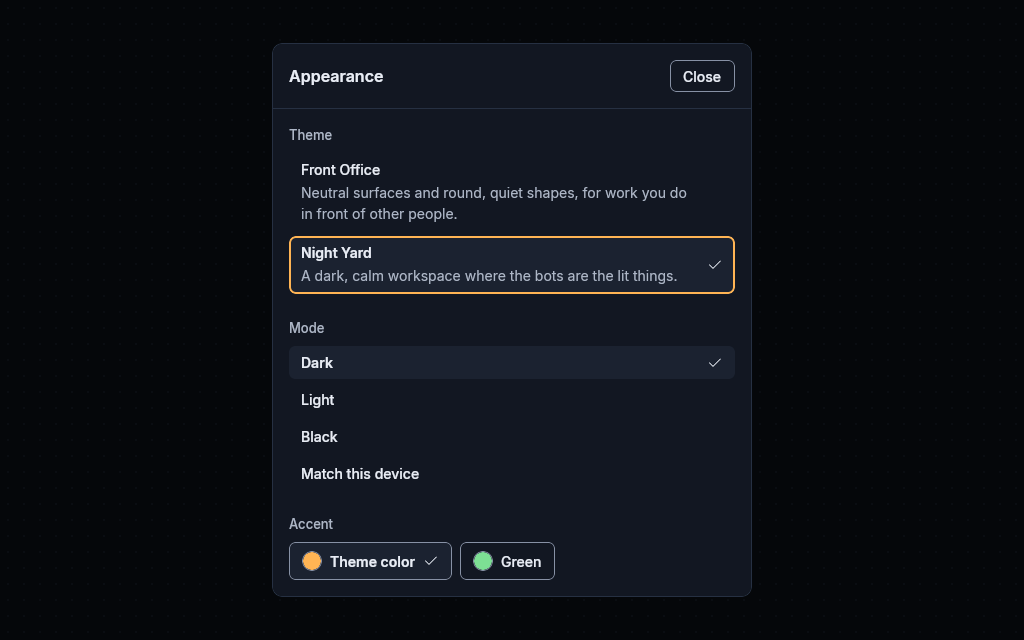 Appearance
Close
Theme
Front Office
Neutral surfaces and round, quiet shapes, for work you do
in front of other people.
Night Yard
A dark, calm workspace where the bots are the lit things.
Mode
Dark
Light
Black
Match this device
Accent
Theme color
Green